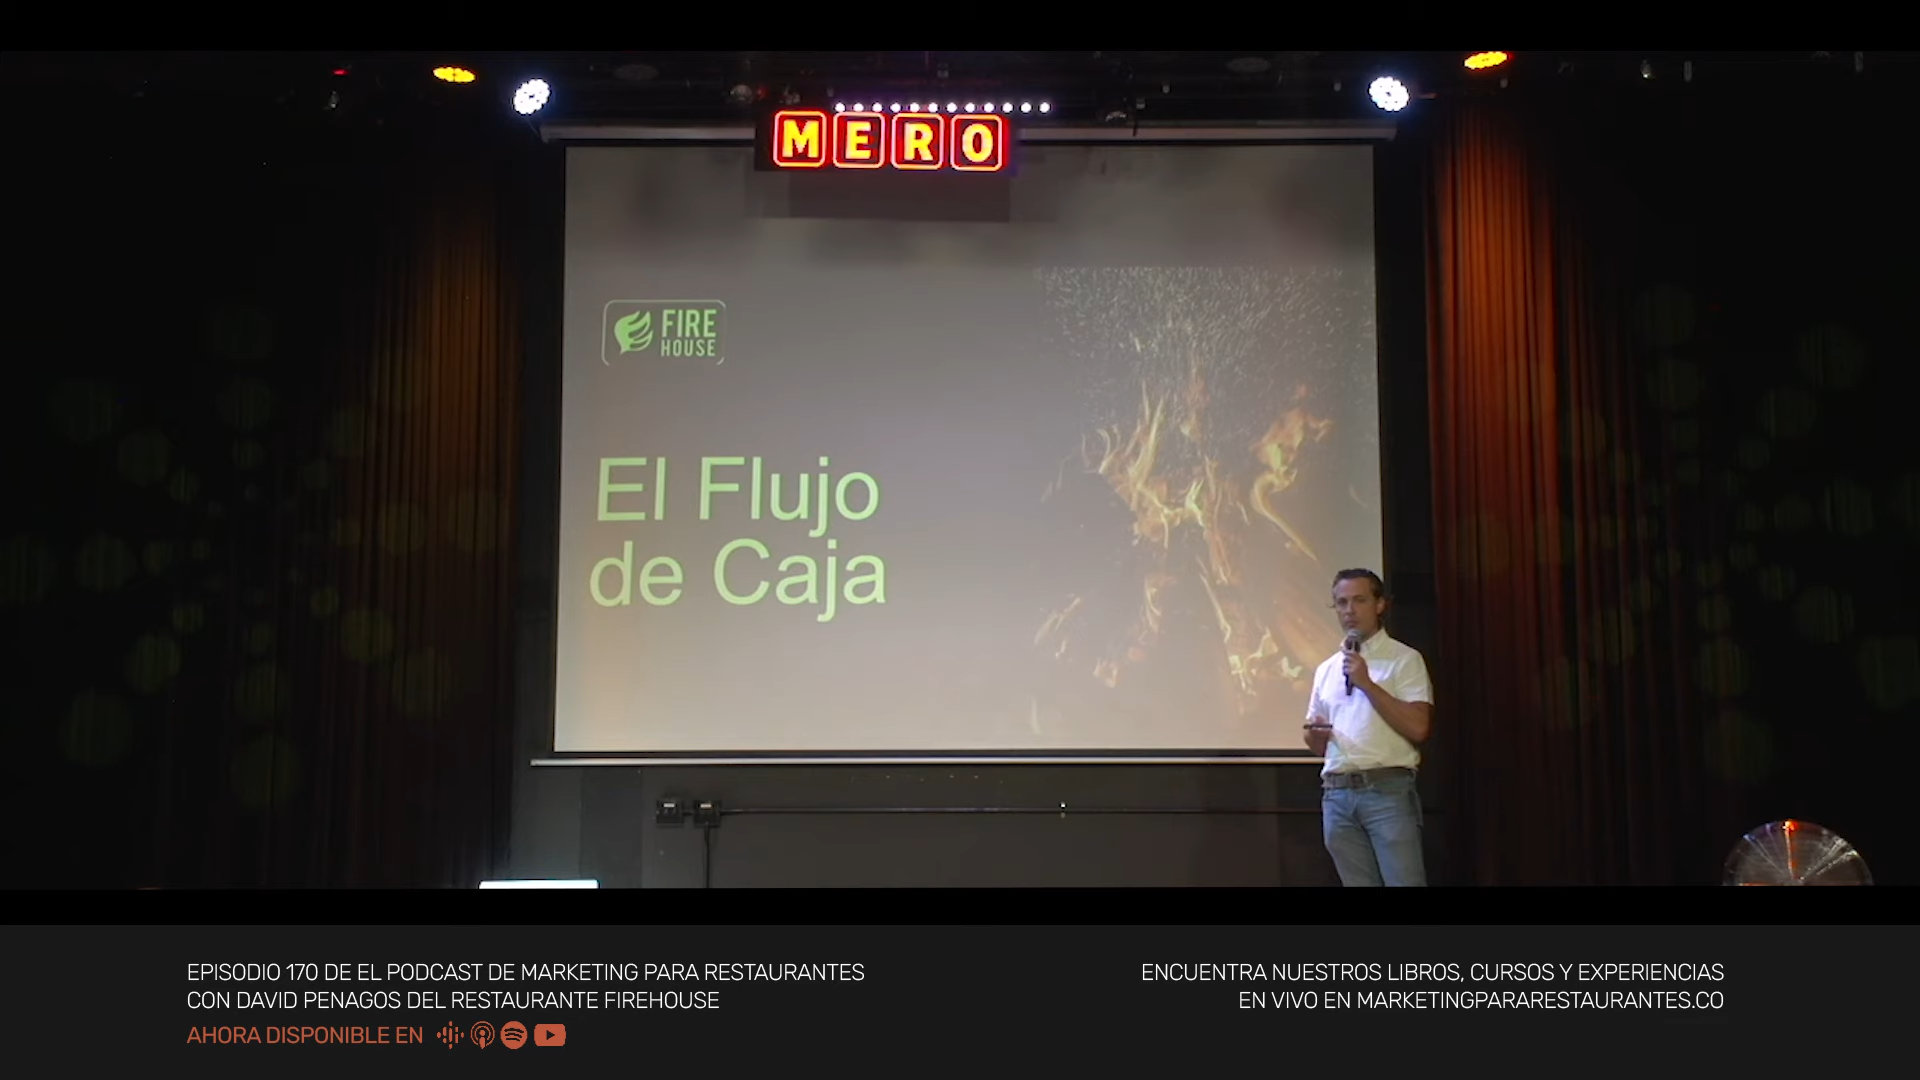 MERO
FIRE
HOUSE
El Flujo
de Caja
EPISODIO 170 DE EL PODCAST DE MARKETING PARA RESTAURANTES
CON DAVID PENAGOS DEL RESTAURANTE FIREHOUSE
AHORA DISPONIBLE EN
ENCUENTRA NUESTROS LIBROS, CURSOS Y EXPERIENCIAS
EN VIVO EN MARKETINGPARARESTAURANTES.CO